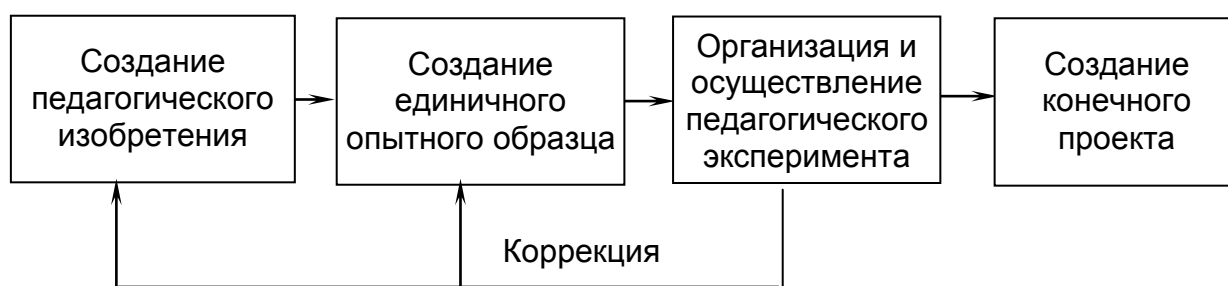 Создание
педагогического
изобретения
Создание
единичного
опытного образца
Организация и
осуществление
педагогического
эксперимента
Создание
конечного
проекта
Коррекция